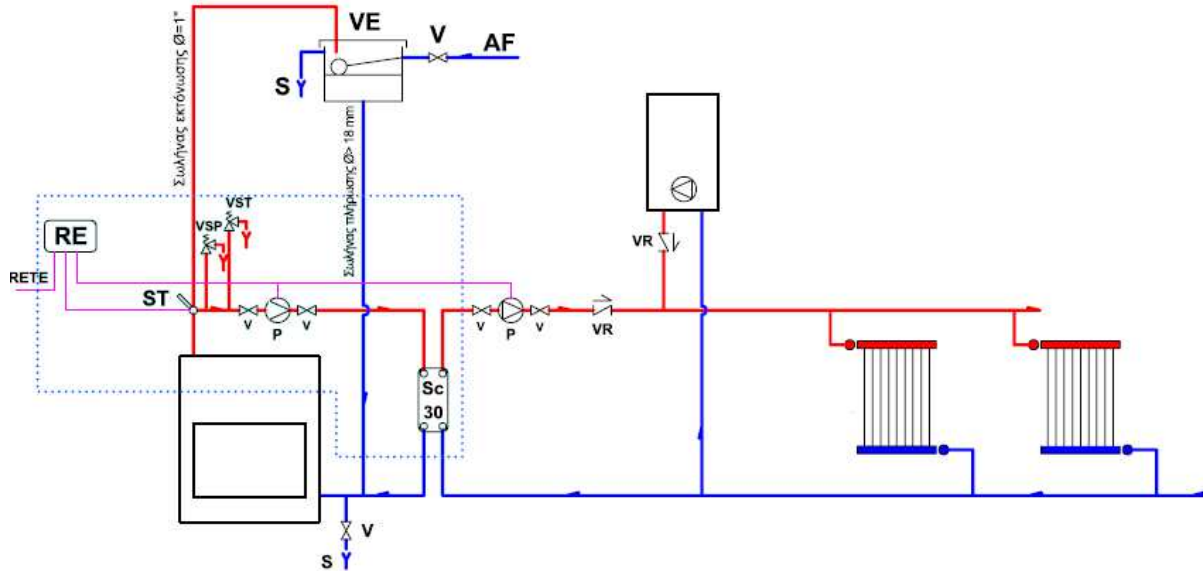 Σωλήνας εκτόνωσης Ø=1"
VE
V
AF
S
Σωλήνας πλήρωσης Ø> 18 mm
VST
VSP
RE
VR
RETE
ST
V
P
V
V
P
V
VR
Sc
30
V
S